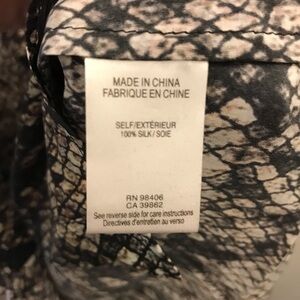 MADE IN CHINA
FABRIQUE EN CHINE
SELF/EXTÉRIEUR
100% SILK/SOIE
RN 98406
CA 39862
See reverse side for care instructions
Directives d'entretien au verso